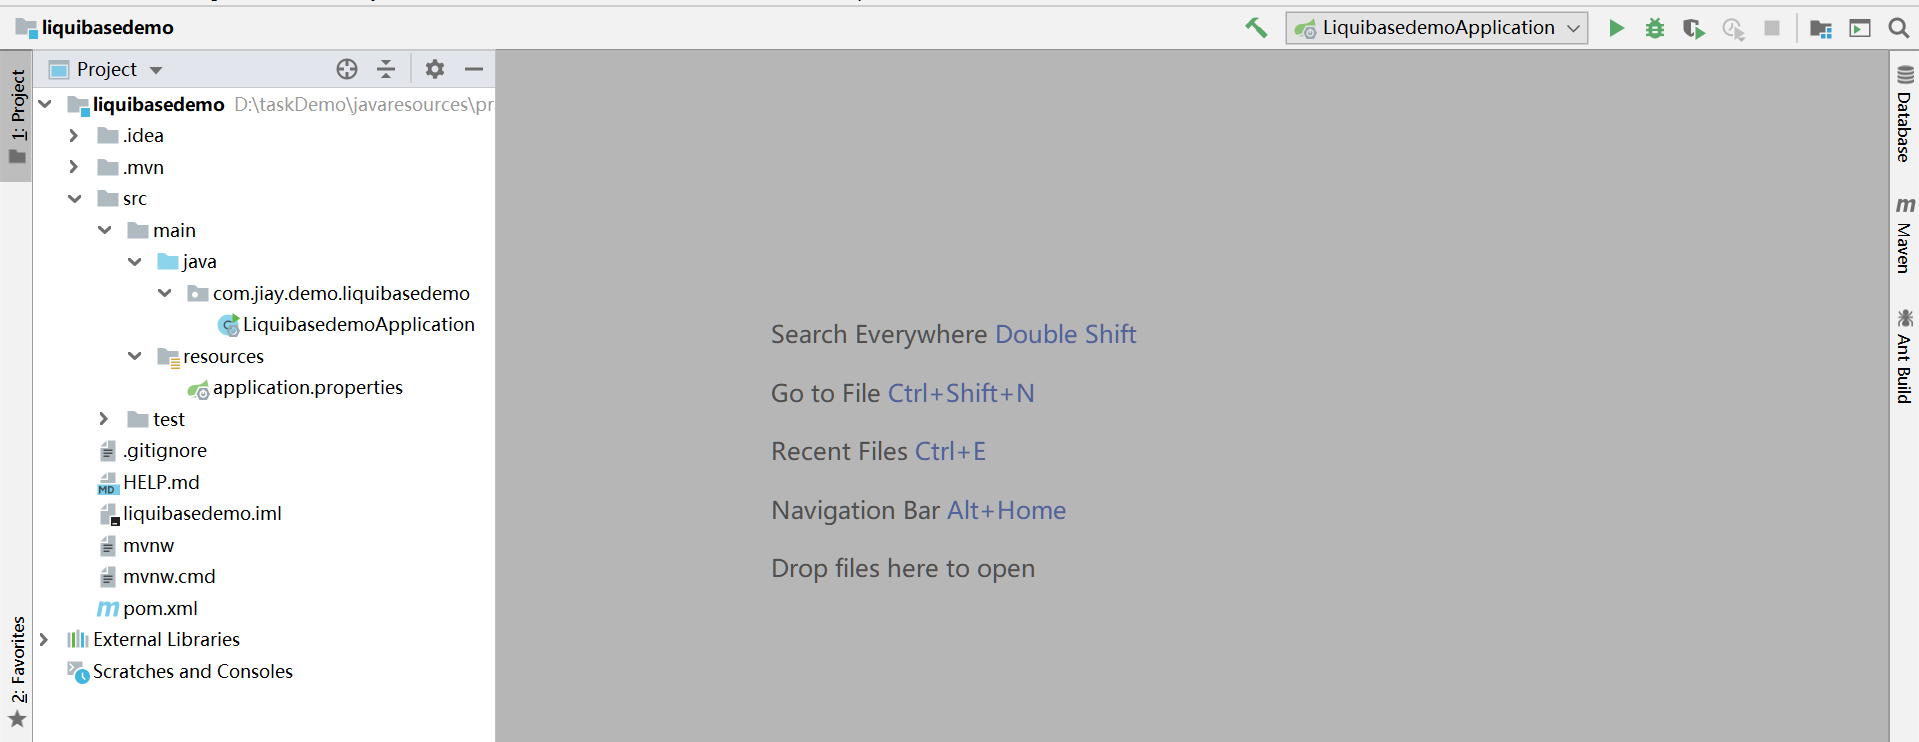 liquibasedemo
LiquibasedemoApplication
1: Project
Project
liquibasedemo D:\taskDemo\javaresources\pr
.idea
.mvn
src
main
java
com.jiay.demo.liquibasedemo
C LiquibasedemoApplication
resources
application.properties
test
.gitignore
MD HELP.md
liquibasedemo.iml
mvnw
mvnw.cmd
m pom.xml
External Libraries
Scratches and Consoles
2: Favorites
Search Everywhere Double Shift
Go to File Ctrl+Shift+N
Recent Files Ctrl+E
Navigation Bar Alt+Home
Drop files here to open
Database
m Maven
Ant Build